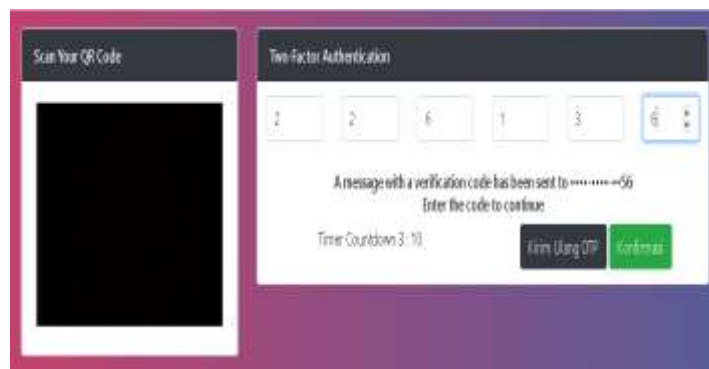 Scan Your QR Code
Two-Factor Authentication
2 2 6 1 3 6
A message with a verification code has been sent to ----------56
Enter the code to continue
Timer Countdown 3 : 10
Kirim Ulang OTP
Konfirmasi